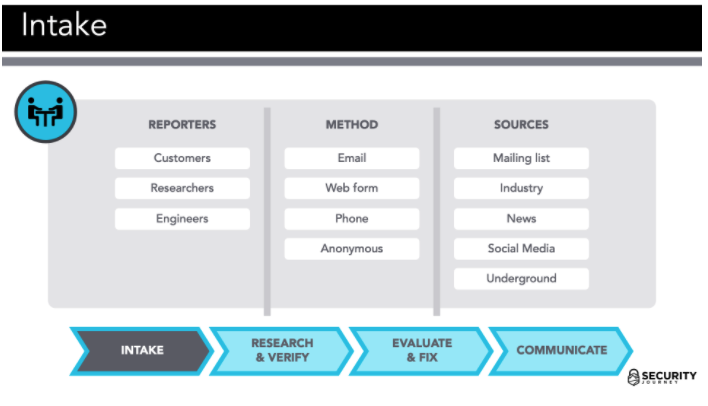 Intake
REPORTERS
Customers
Researchers
Engineers
METHOD
Email
Web form
Phone
Anonymous
SOURCES
Mailing list
Industry
News
Social Media
Underground
INTAKE
RESEARCH
& VERIFY
EVALUATE
& FIX
COMMUNICATE
SECURITY
JOURNEY